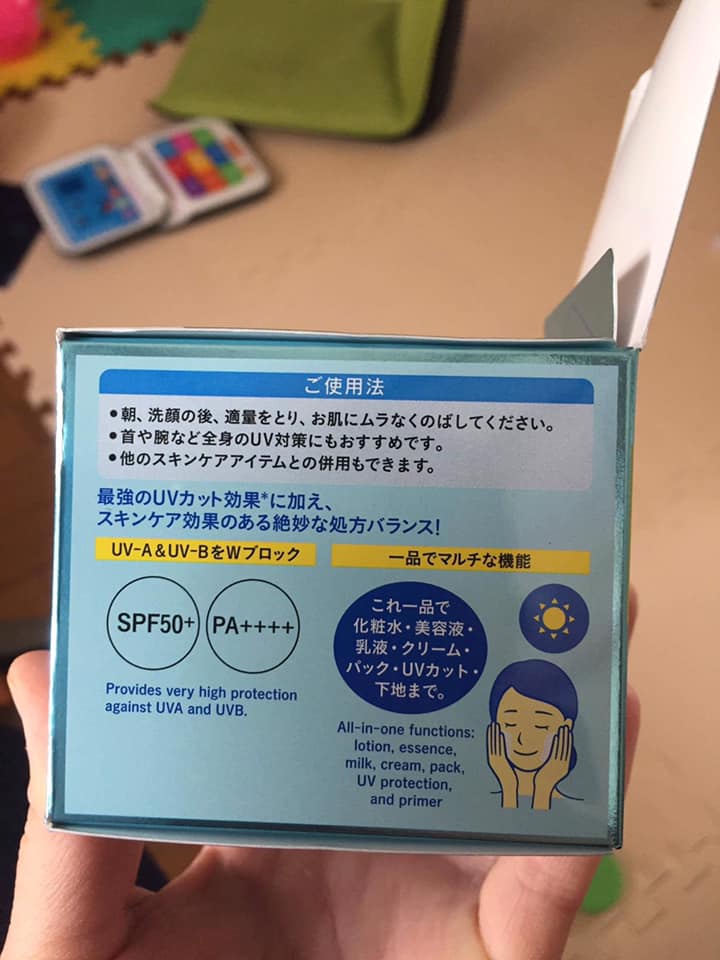 ご使用法
●朝、洗顔の後、適量をとり、お肌にムラなくのばしてください。
●首や腕など全身のUV対策にもおすすめです。
●他のスキンケアアイテムとの併用もできます。
最強のUVカット効果*に加え、
スキンケア効果のある絶妙な処方バランス!
UV-A&UV-BをWブロック
SPF50+
PA++++
Provides very high protection
against UVA and UVB.
一品でマルチな機能
これ一品で
化粧水・美容液・
乳液・クリーム・
パック・UVカット・
下地まで。
All-in-one functions:
lotion, essence,
milk, cream, pack,
UV protection,
and primer